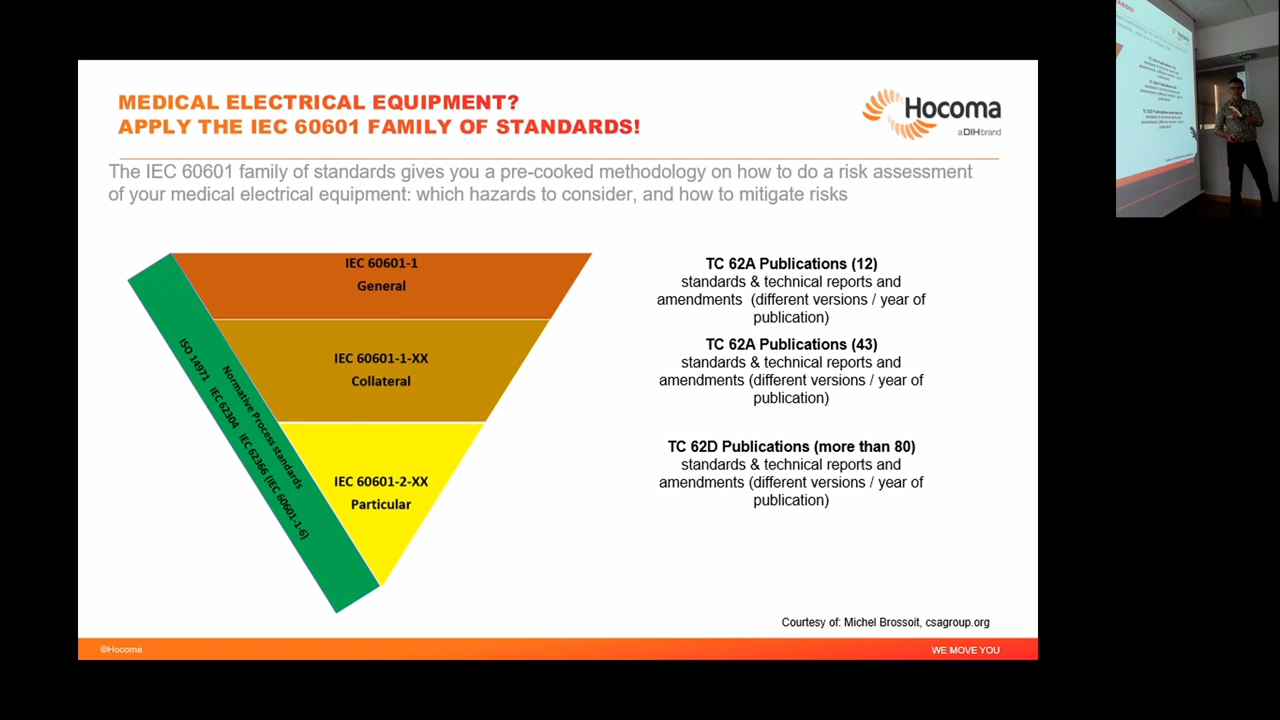 MEDICAL ELECTRICAL EQUIPMENT?
APPLY THE IEC 60601 FAMILY OF STANDARDS!
Hocoma
a DIH brand
The IEC 60601 family of standards gives you a pre-cooked methodology on how to do a risk assessment
of your medical electrical equipment: which hazards to consider, and how to mitigate risks
IEC 60601-1
General
IEC 60601-1-XX
Collateral
IEC 60601-2-XX
Particular
Normative Process standards
ISO 14971 IEC 62304 IEC 62366 (IEC 60601-1-6)
TC 62A Publications (12)
standards & technical reports and
amendments (different versions / year of
publication)
TC 62A Publications (43)
standards & technical reports and
amendments (different versions / year of
publication)
TC 62D Publications (more than 80)
standards & technical reports and
amendments (different versions / year of
publication)
Courtesy of: Michel Brossoit, csagroup.org
©Hocoma
WE MOVE YOU